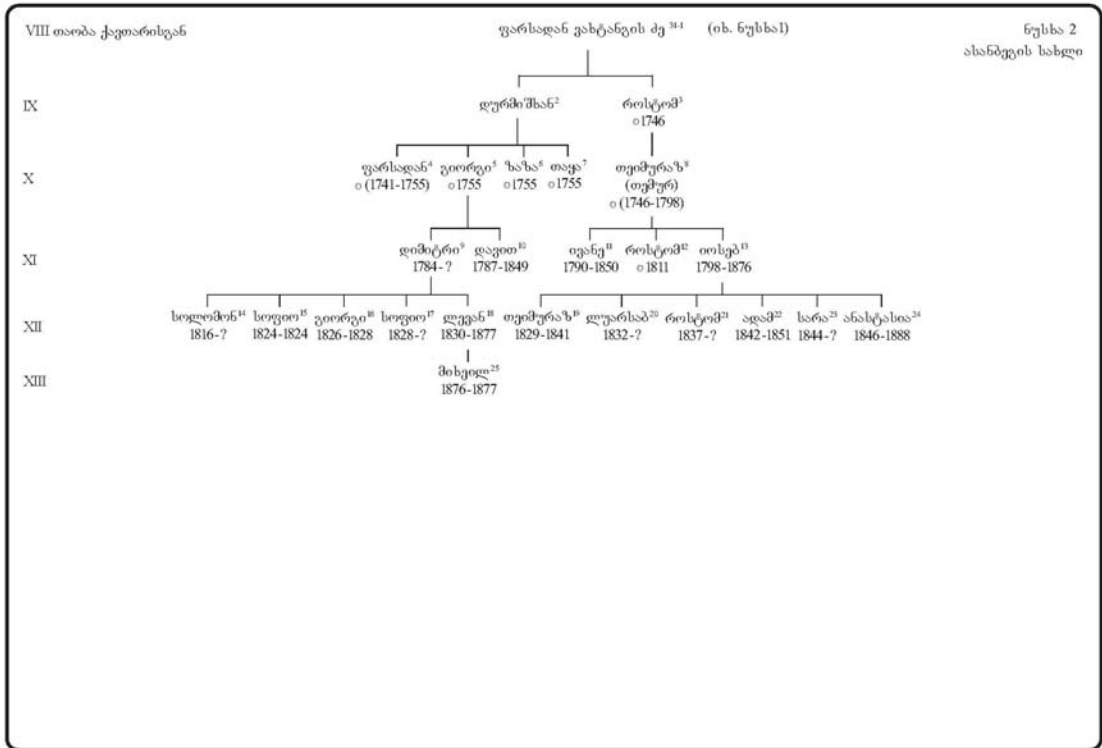 VIII თაობა ქავთარისგან
ფარსადან ვახტანგის ძე 31-1 (იხ. ნუსხა1)
ნუსხა 2
ასანბეგის სახლი
IX
დურმიშხან2 როსტომ3
○1746
X
ფარსადან4 გიორგი5 ზაზა6 თაყა7 თეიმურაზ8
○(1741-1755) ○1755 ○1755 ○1755 (თემურ)
○(1746-1798)
XI
დიმიტრი9 დავით10 ივანე11 როსტომ12 იოსებ13
1784-? 1787-1849 1790-1850 ○1811 1798-1876
XII
სოლომონ14 სოფიო15 გიორგი16 სოფიო17 ლევან18 თეიმურაზ19 ლუარსაბ20 როსტომ21 ადამ22 სარა23 ანასტასია24
1816-? 1824-1824 1826-1828 1828-? 1830-1877 1829-1841 1832-? 1837-? 1842-1851 1844-? 1846-1888
XIII
მიხეილ25
1876-1877